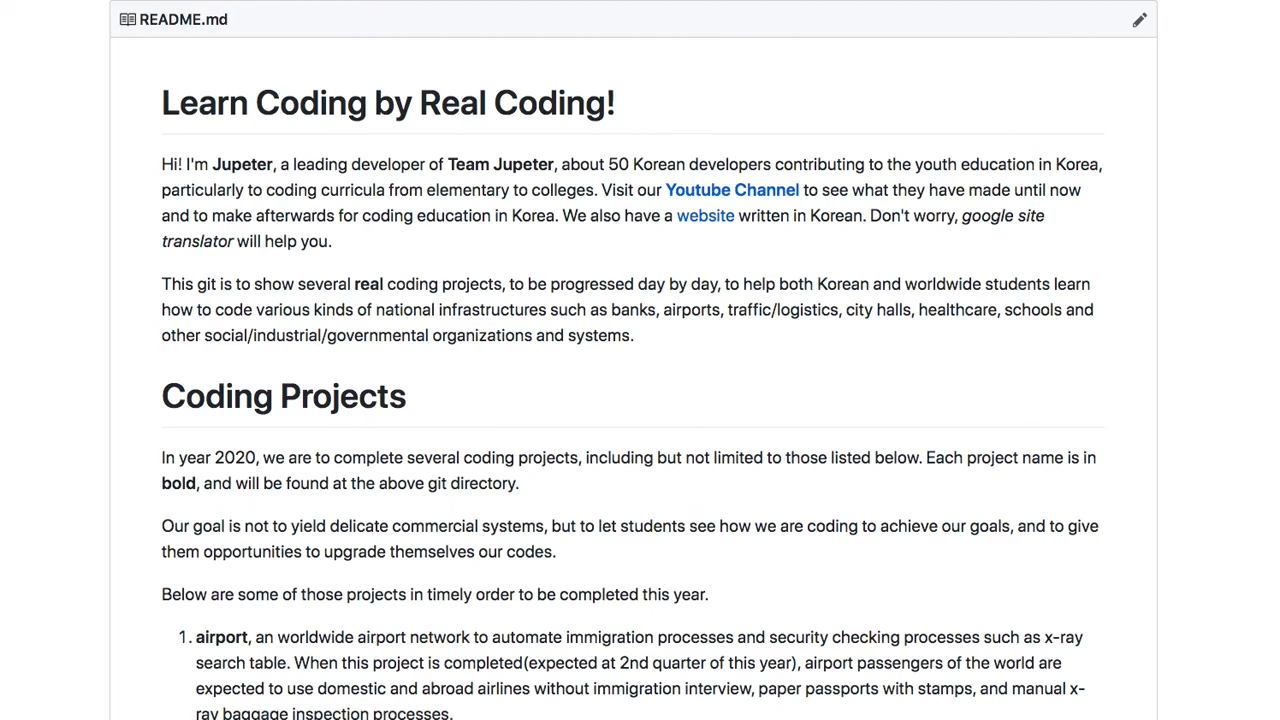 README.md
Learn Coding by Real Coding!
Hi! I'm Jupeter, a leading developer of Team Jupeter, about 50 Korean developers contributing to the youth education in Korea,
particularly to coding curricula from elementary to colleges. Visit our Youtube Channel to see what they have made until now
and to make afterwards for coding education in Korea. We also have a website written in Korean. Don't worry, google site
translator will help you.
This git is to show several real coding projects, to be progressed day by day, to help both Korean and worldwide students learn
how to code various kinds of national infrastructures such as banks, airports, traffic/logistics, city halls, healthcare, schools and
other social/industrial/governmental organizations and systems.
Coding Projects
In year 2020, we are to complete several coding projects, including but not limited to those listed below. Each project name is in
bold, and will be found at the above git directory.
Our goal is not to yield delicate commercial systems, but to let students see how we are coding to achieve our goals, and to give
them opportunities to upgrade themselves our codes.
Below are some of those projects in timely order to be completed this year.
1. airport, an worldwide airport network to automate immigration processes and security checking processes such as x-ray
search table. When this project is completed(expected at 2nd quarter of this year), airport passengers of the world are
expected to use domestic and abroad airlines without immigration interview, paper passports with stamps, and manual x-
ray baggage inspection processes.